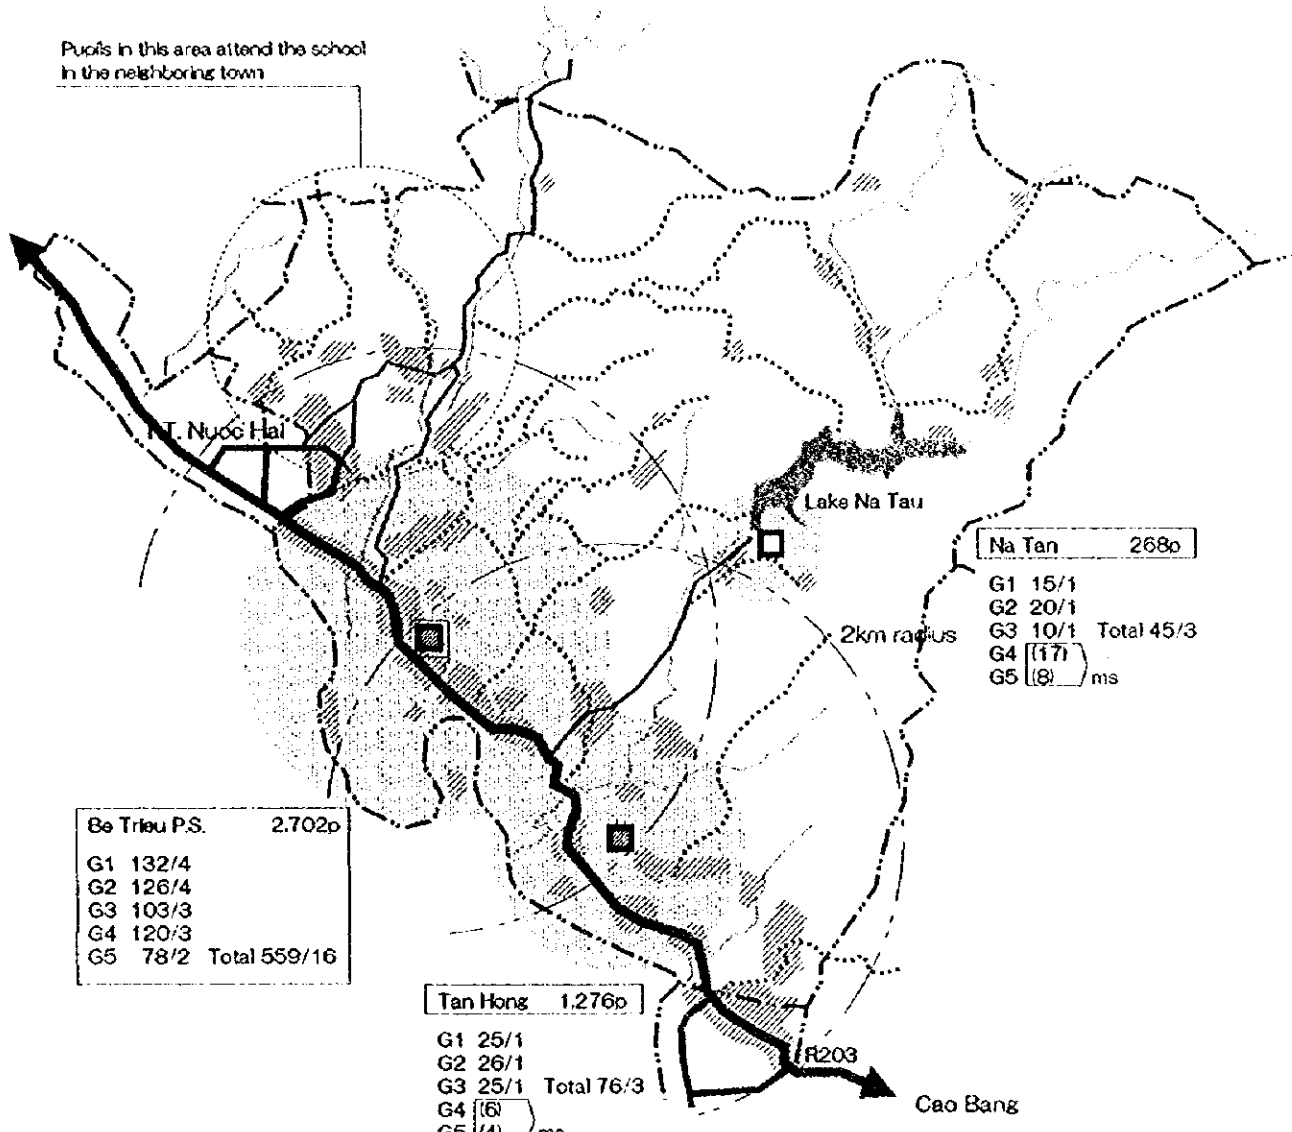 Pupils in this area attend the school
in the neighboring town
T.T. Nuoc Hai
Lake Na Tau
Na Tan 268p
G1 15/1
G2 20/1
G3 10/1 Total 45/3
G4 (17)
G5 (8) ms
2km radius
Be Trieu P.S. 2.702p
G1 132/4
G2 126/4
G3 103/3
G4 120/3
G5 78/2 Total 559/16
Tan Hong 1,276p
G1 25/1
G2 26/1
G3 25/1 Total 76/3
G4 (6)
G5 (4) ms
R203
Cao Bang